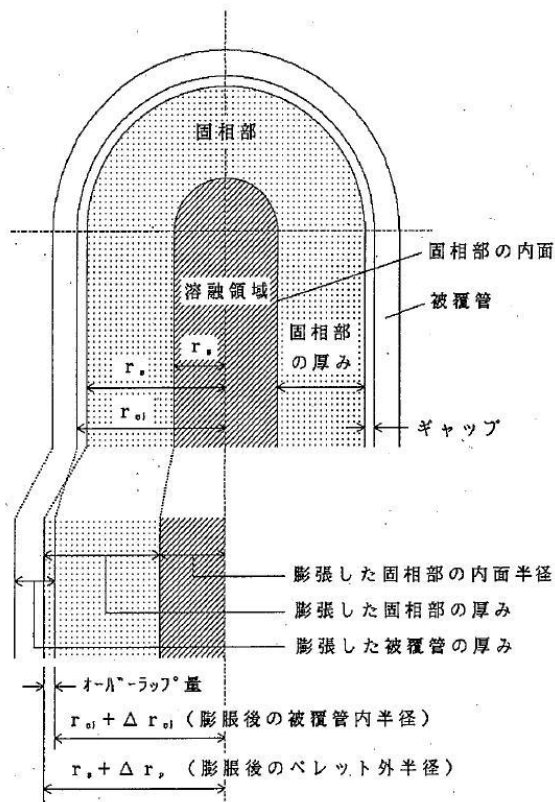 固相部
固相部の内面
溶融領域
被覆管
固相部
の厚み
ギャップ
膨張した固相部の内面半径
膨張した固相部の厚み
膨張した被覆管の厚み
オーバーラップ量
(膨脹後の被覆管内半径)
(膨脹後のペレット外半径)